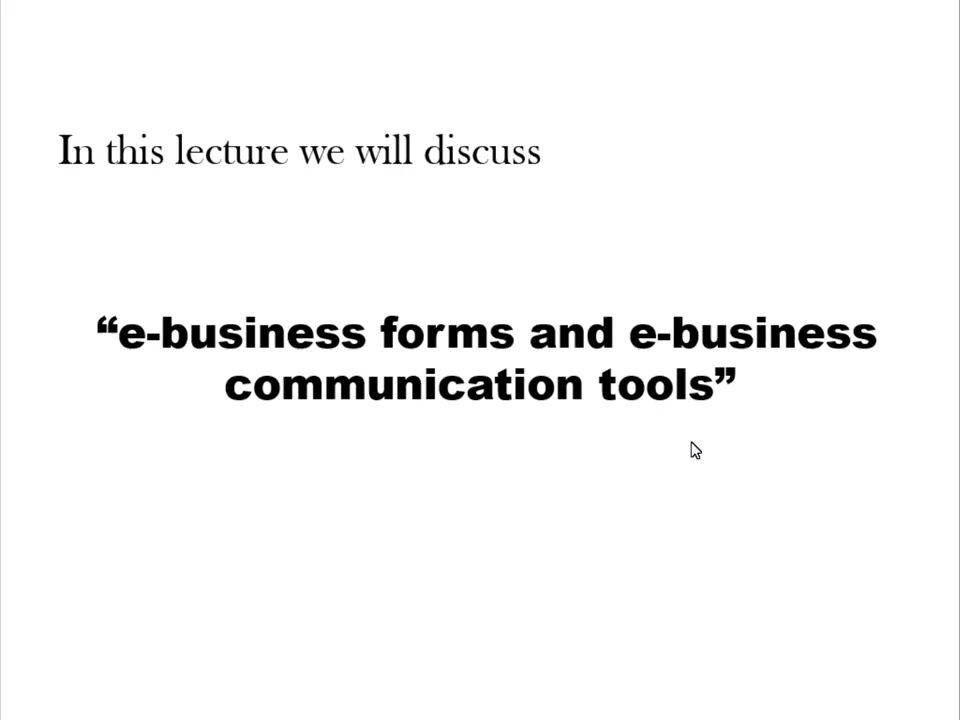 In this lecture we will discuss
“e-business forms and e-business
communication tools”